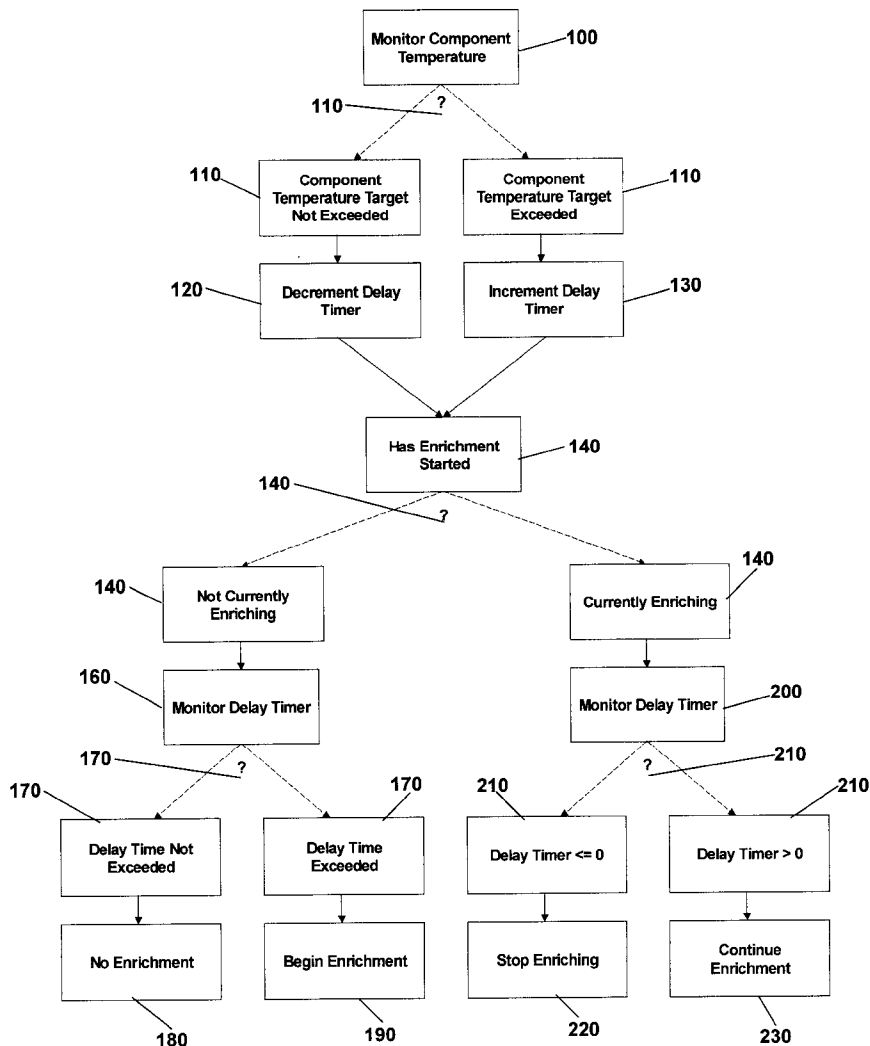 Monitor Component
Temperature
100
110
?
110
Component
Temperature Target
Not Exceeded
Component
Temperature Target
Exceeded
110
120
Decrement Delay
Timer
Increment Delay
Timer
130
Has Enrichment
Started
140
140
?
140
Not Currently
Enriching
Currently Enriching
140
160
Monitor Delay Timer
Monitor Delay Timer
200
170
?
?
210
170
Delay Time Not
Exceeded
170
Delay Time
Exceeded
210
Delay Timer <= 0
210
Delay Timer > 0
No Enrichment
Begin Enrichment
Stop Enriching
Continue
Enrichment
180
190
220
230